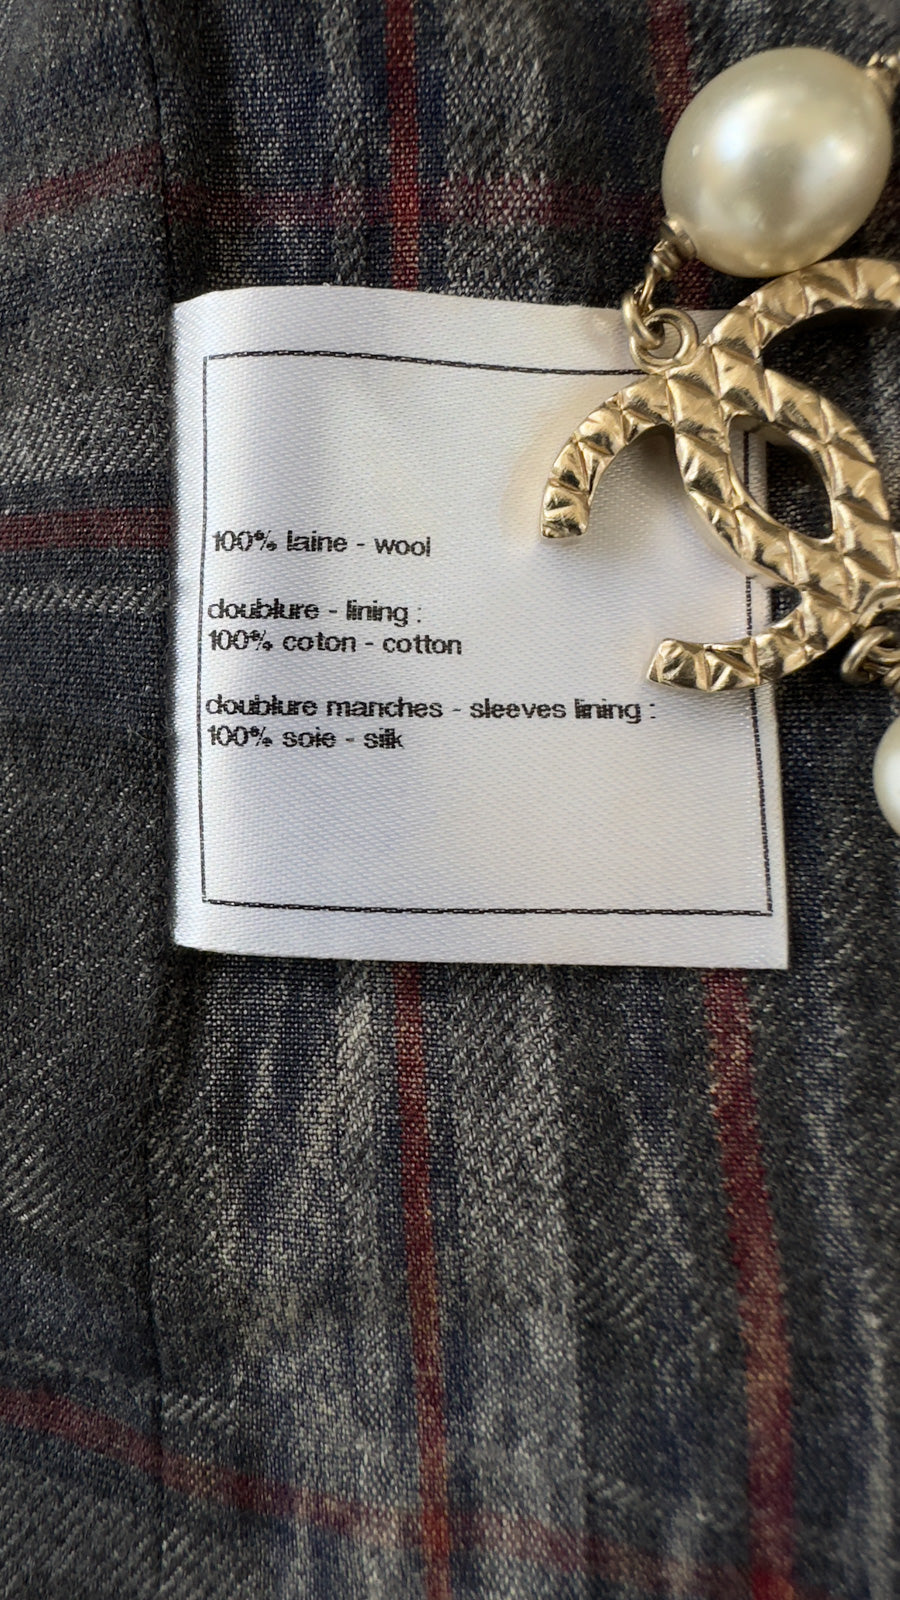 100% laine - wool
doublure - lining :
100% coton - cotton
doublure manches - sleeves lining :
100% soie - silk